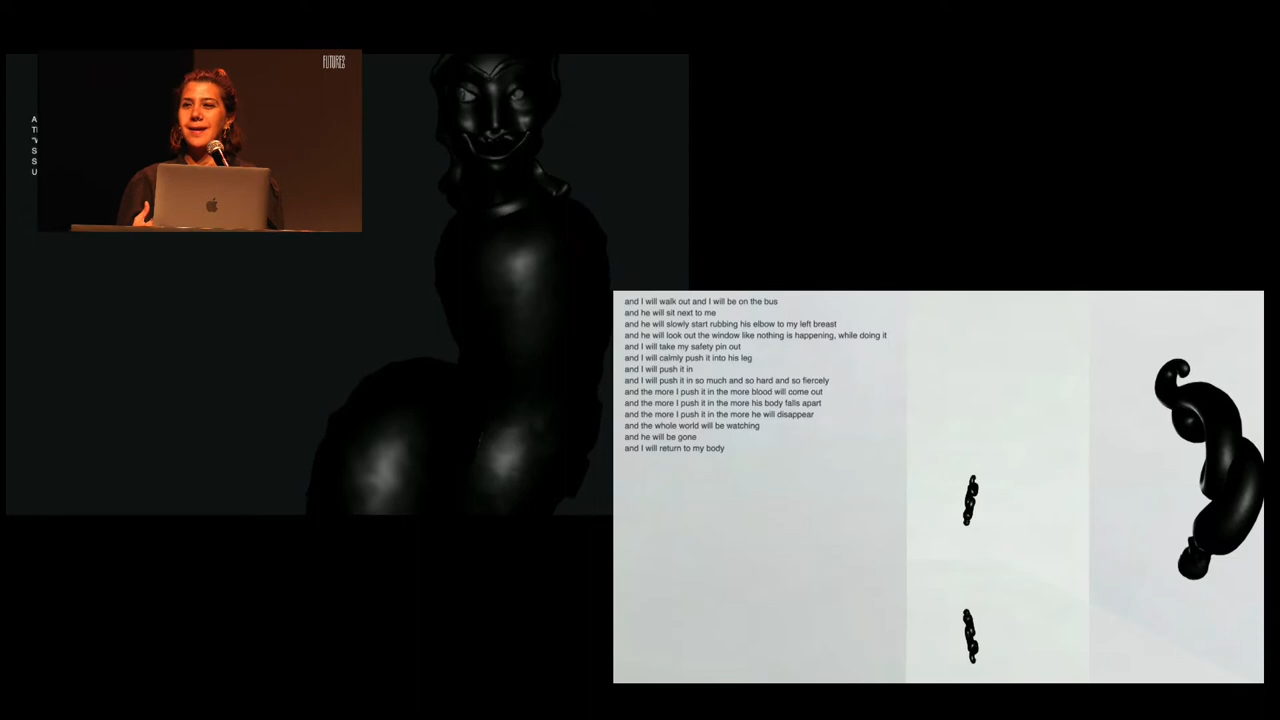 FUTURES
A
T
S
S
U
and I will walk out and I will be on the bus
and he will sit next to me
and he will slowly start rubbing his elbow to my left breast
and he will look out the window like nothing is happening, while doing it
and I will take my safety pin out
and I will calmly push it into his leg
and I will push it in
and I will push it in so much and so hard and so fiercely
and the more I push it in the more blood will come out
and the more I push it in the more his body falls apart
and the more I push it in the more he will disappear
and the whole world will be watching
and he will be gone
and I will return to my body